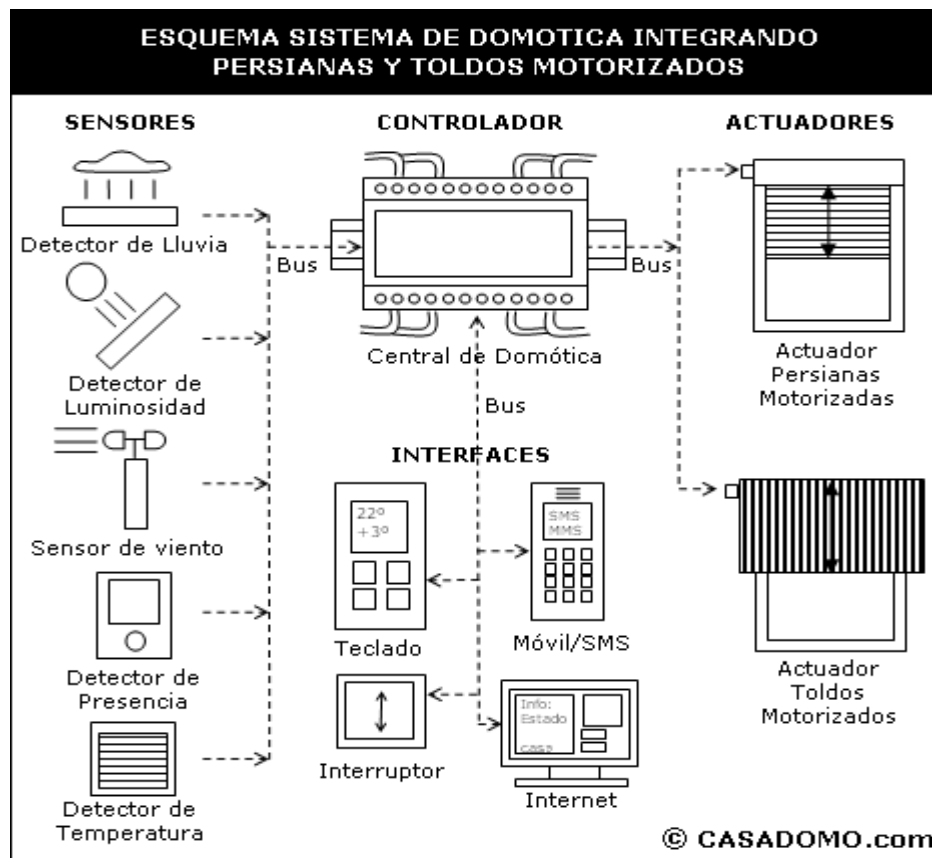 ESQUEMA SISTEMA DE DOMOTICA INTEGRANDO
PERSIANAS Y TOLDOS MOTORIZADOS
SENSORES
Detector de Lluvia
Detector de
Luminosidad
Sensor de viento
Detector de
Presencia
Detector de
Temperatura
CONTROLADOR
Bus
Bus
Central de Domótica
Bus
INTERFACES
22º
+3º
Teclado
SMS
MMS
Móvil/SMS
Interruptor
Info:
Estado
casa
Internet
ACTUADORES
Actuador
Persianas
Motorizadas
Actuador
Toldos
Motorizados
© CASADOMO.com